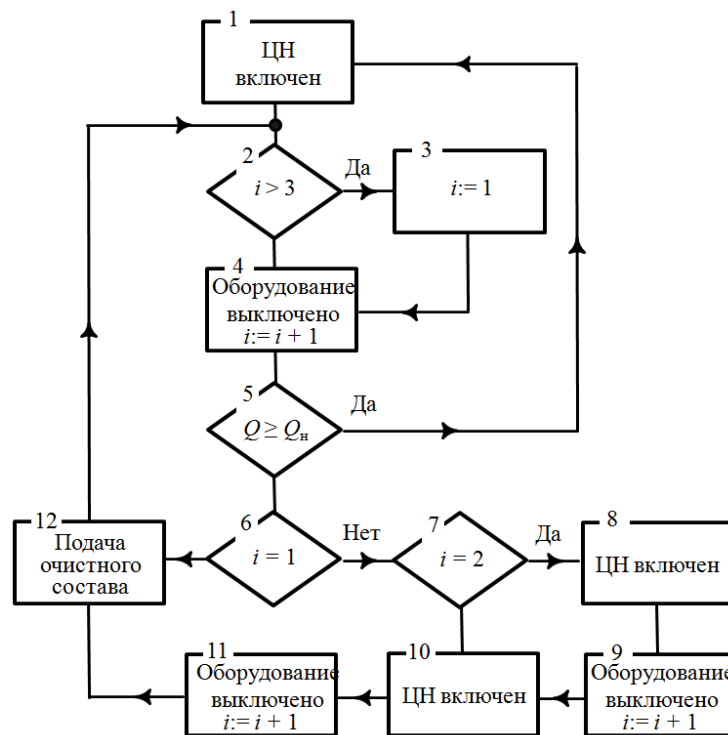 1
ЦН
включен
2
i > 3
Да
3
i:= 1
4
Оборудование
выключено
i:= i + 1
5
Q ≥ Qн
Да
6
i = 1
Нет
7
i = 2
Да
8
ЦН включен
12
Подача
очистного
состава
11
Оборудование
выключено
i:= i + 1
10
ЦН включен
9
Оборудование
выключено
i:= i + 1